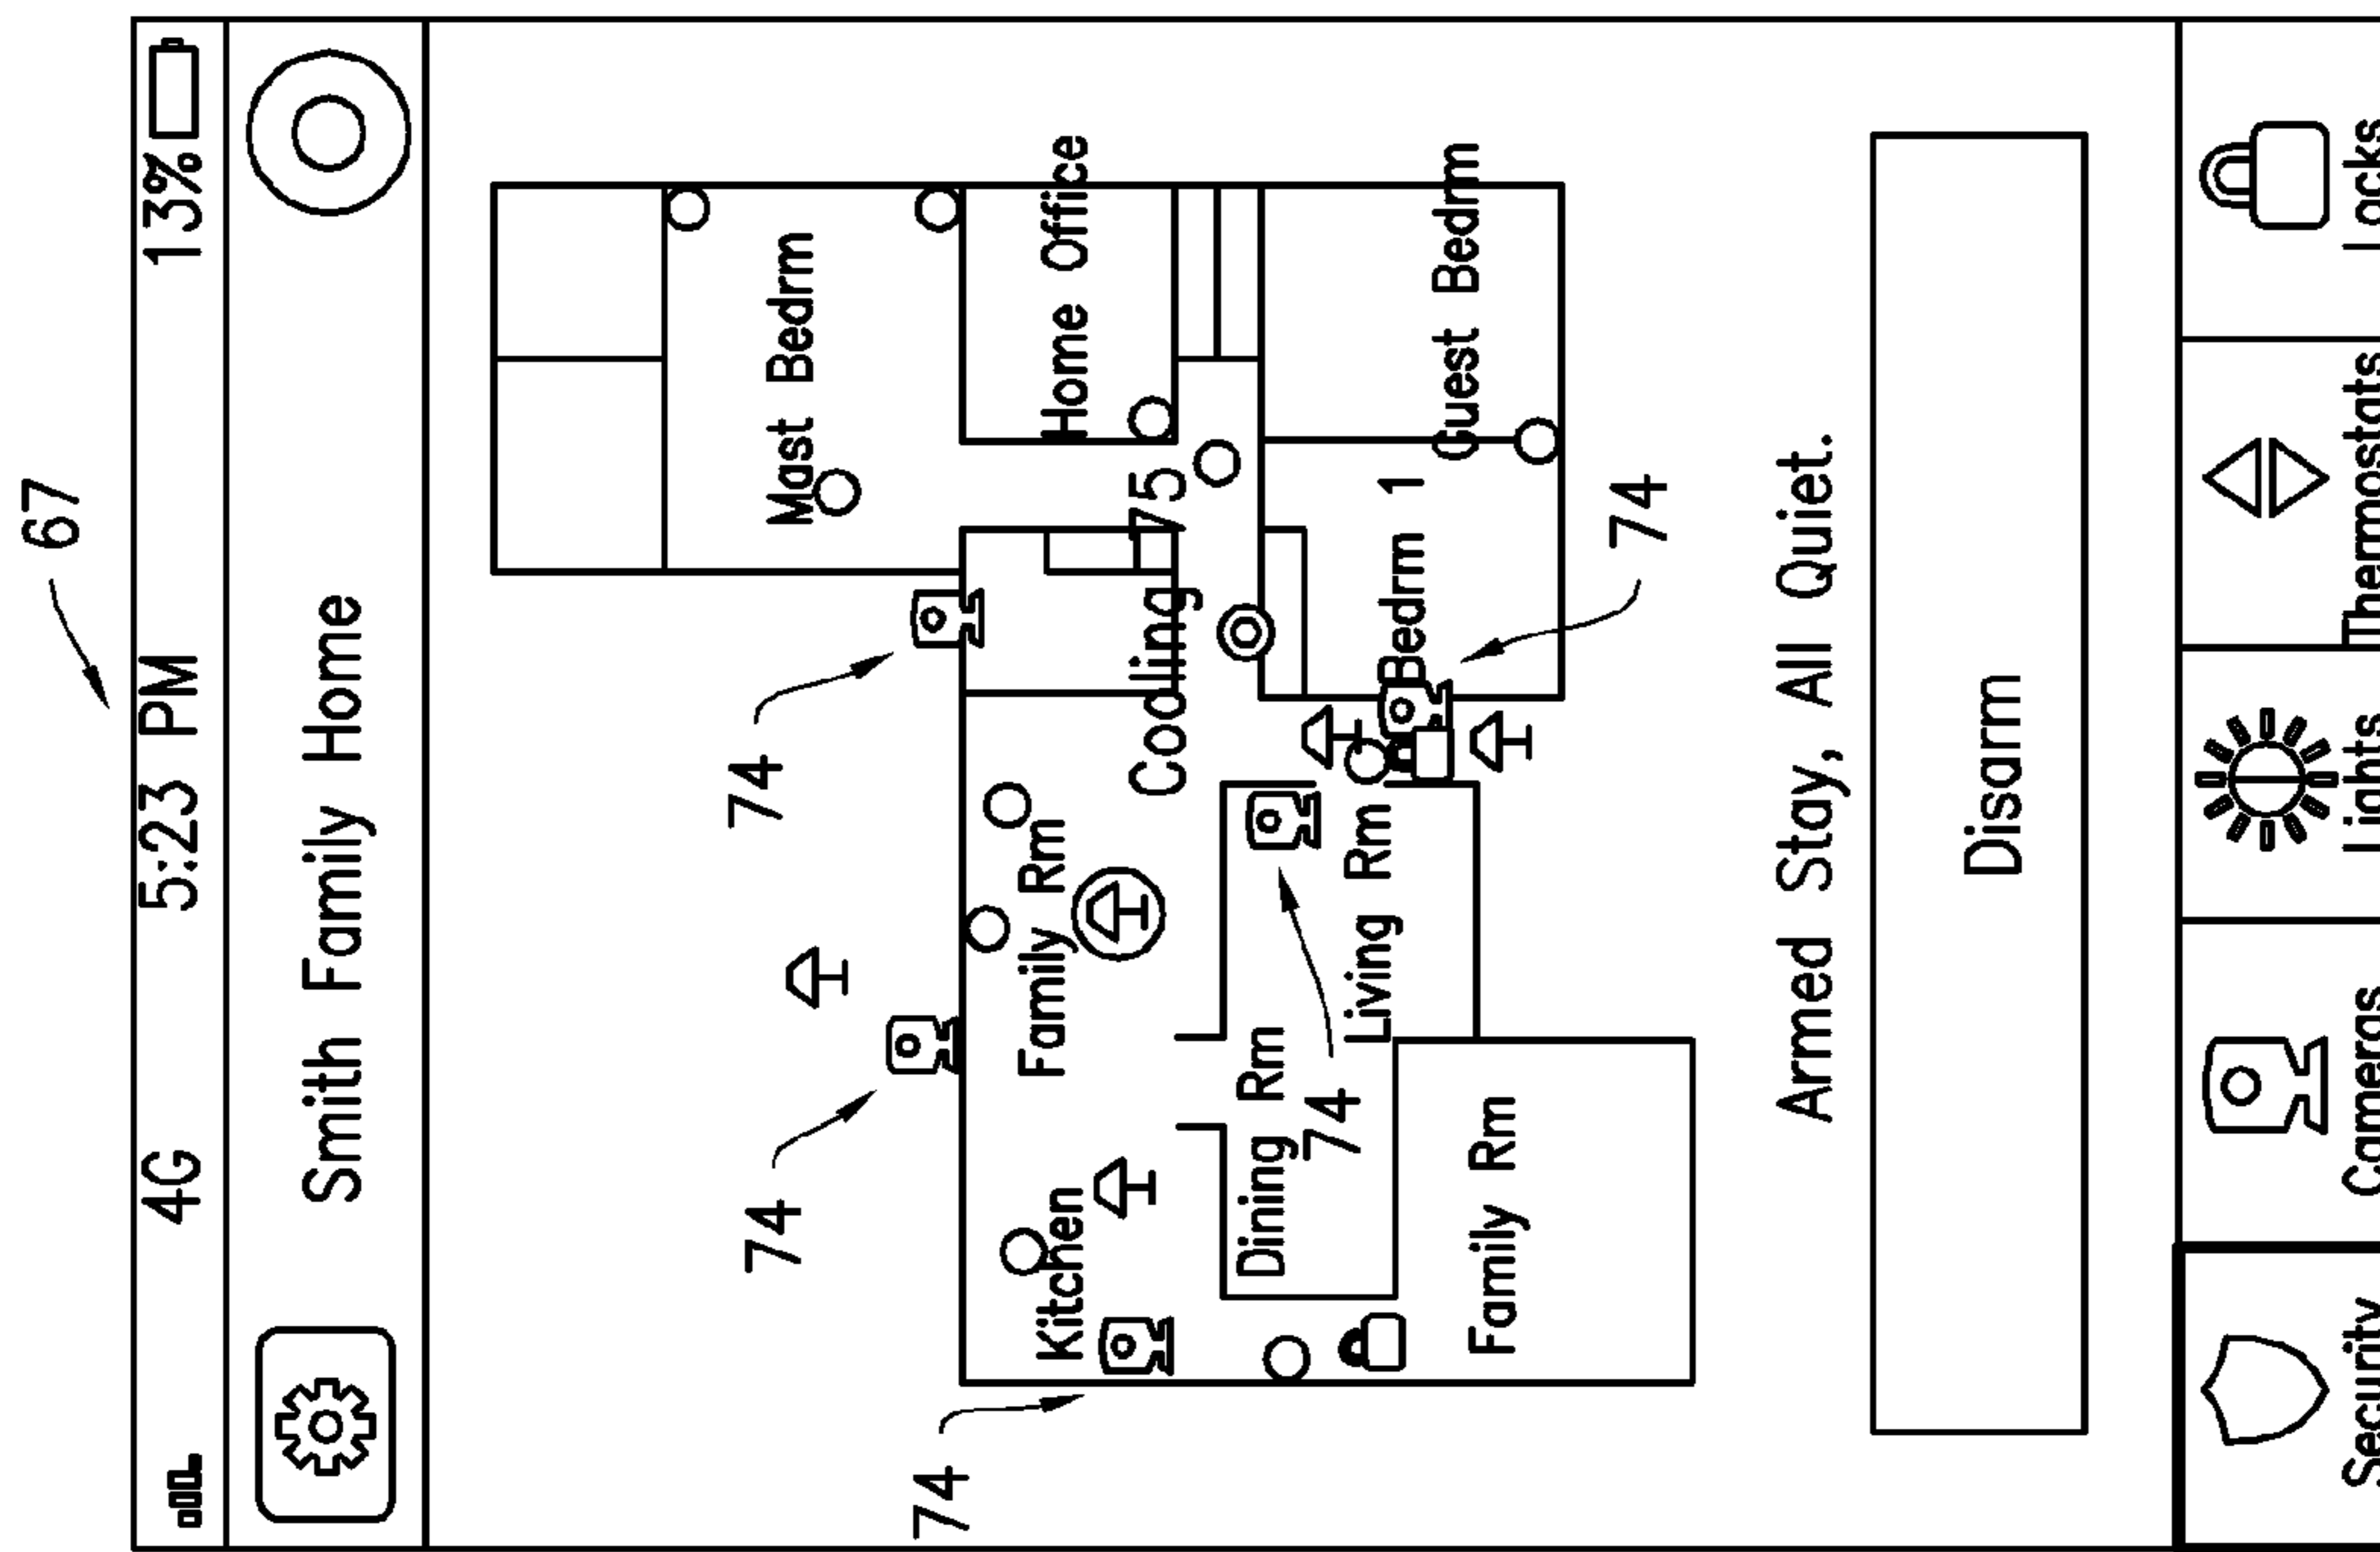 67
4G 5:23 PM 13%
Smith Family Home
Mast Bedrm
74
74
74
Kitchen
Family Rm
Home Office
Cooling 75
Dining Rm
74
Living Rm
Bedrm 1
Guest Bedrm
Family Rm
74
Armed Stay, All Quiet.
Disarm
Security Cameras Lights Thermostats Locks